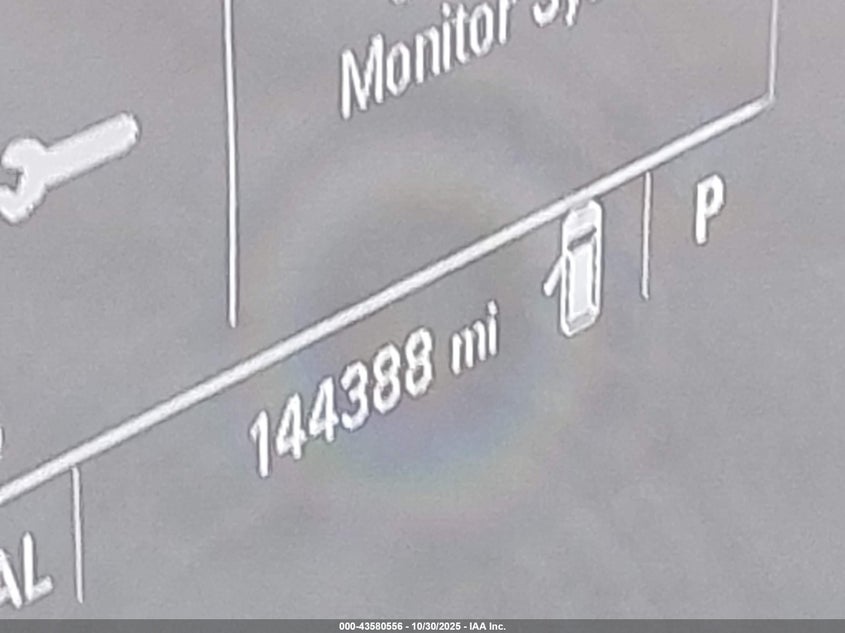 Monitor
P
144388 mi
AL
000-43580556 - 10/30/2025 - IAA Inc.